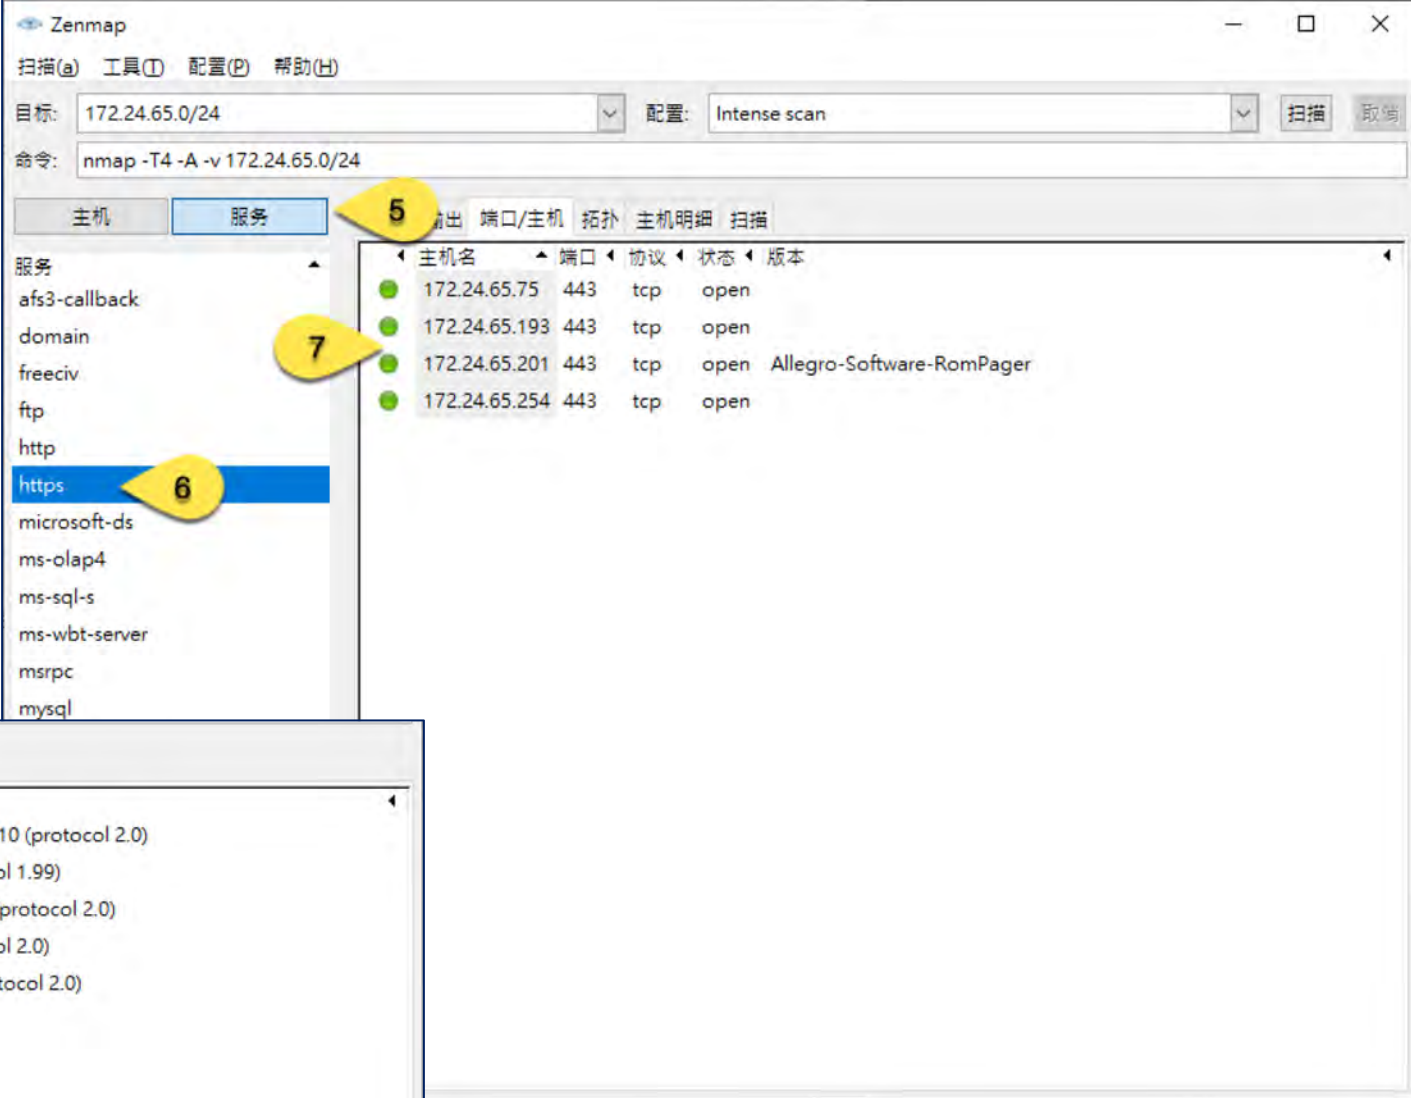 Zenmap
扫描(a) 工具(T) 配置(P) 帮助(H)
目标: 172.24.65.0/24 配置: Intense scan 扫描 取消
命令: nmap -T4 -A -v 172.24.65.0/24
主机 服务 5 输出 端口/主机 拓扑 主机明细 扫描
服务
afs3-callback
domain
freeciv
ftp
http
https 6
microsoft-ds
ms-olap4
ms-sql-s
ms-wbt-server
msrpc
mysql
主机名 端口 协议 状态 版本
172.24.65.75 443 tcp open
172.24.65.193 443 tcp open
7
172.24.65.201 443 tcp open Allegro-Software-RomPager
172.24.65.254 443 tcp open
10 (protocol 2.0)
ol 1.99)
protocol 2.0)
ol 2.0)
tocol 2.0)